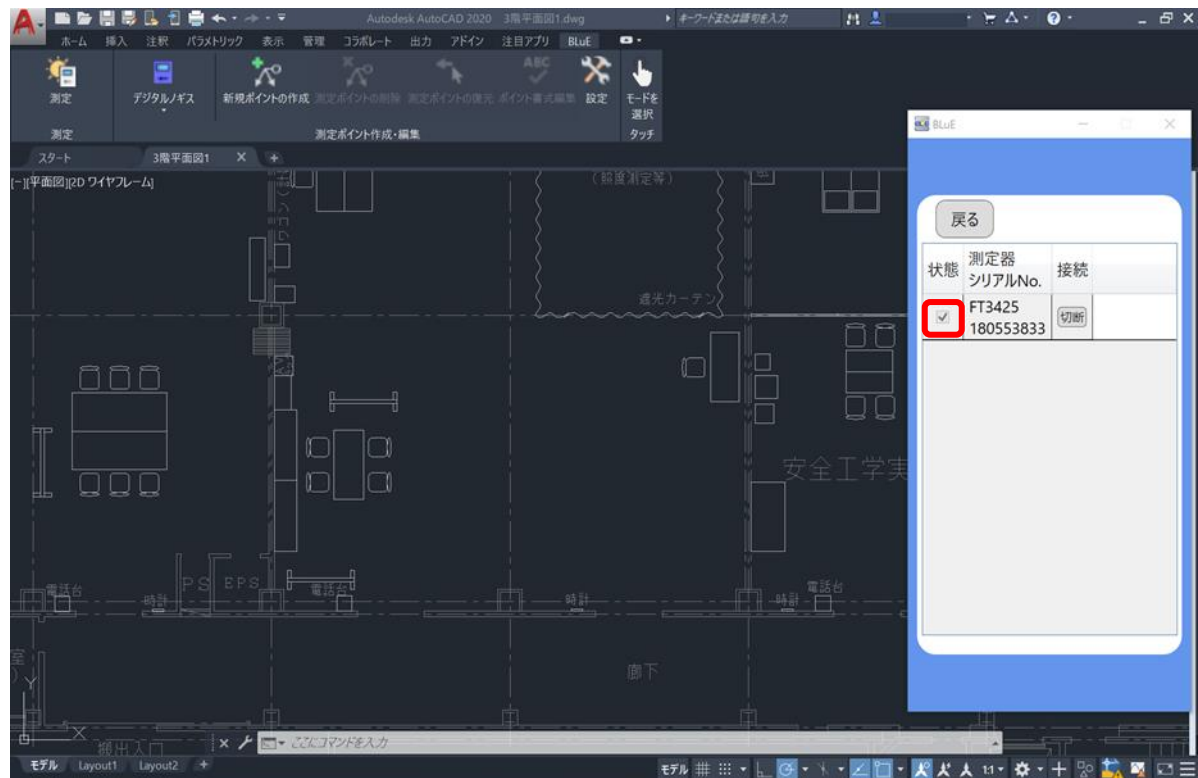 Autodesk AutoCAD 2020 3階平面図1.dwg
キーワードまたは語句を入力
ホーム 挿入 注釈 パラメトリック 表示 管理 コラボレート 出力 アドイン 注目アプリ BLuE
測定
デジタルノギス
新規ポイントの作成
測定ポイントの削除
測定ポイントの復元
ABC
ポイント書式編集
設定
モードを
選択
測定
測定ポイント作成・編集
タッチ
スタート
3階平面図1
[−][平面図][2D ワイヤフレーム]
(照度測定等)
遮光カーテン
安全工学実
PS
EPS
電話台
時計
電話台
時計
時計
電話台
廊下
室
Y
X
搬出入口
ここにコマンドを入力
モデル Layout1 Layout2 +
モデル
1:1
BLuE
戻る
状態
測定器
シリアルNo.
接続
FT3425
180553833
切断